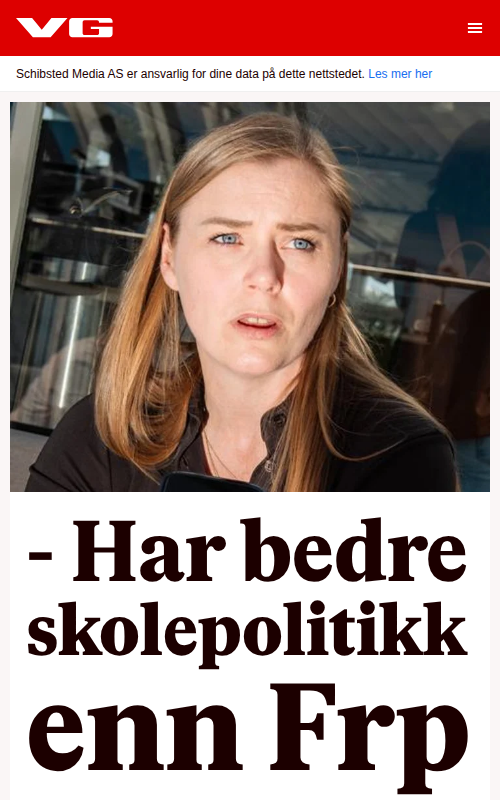 VG
Schibsted Media AS er ansvarlig for dine data på dette nettstedet. Les mer her
- Har bedre
skolepolitikk
enn Frp